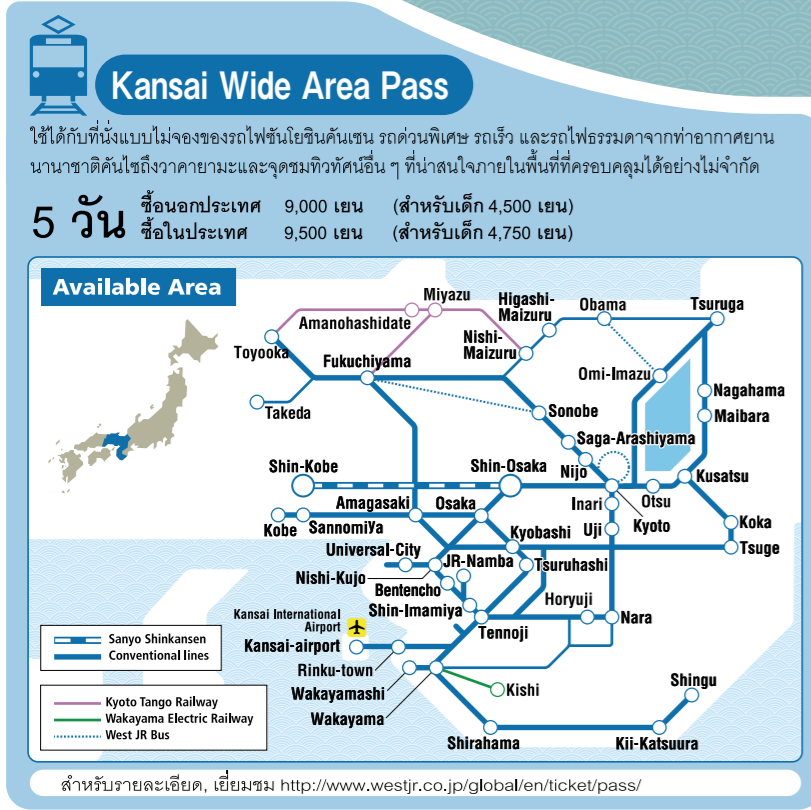 Kansai Wide Area Pass
ใช้ได้กับที่นั่งแบบไม่จองของรถไฟซันโยชินคันเซน รถด่วนพิเศษ รถเร็ว และรถไฟธรรมดาจากท่าอากาศยาน
นานาชาติคันไซถึงวาคายามะและจุดชมทิวทัศน์อื่น ๆ ที่น่าสนใจภายในพื้นที่ที่ครอบคลุมได้อย่างไม่จำกัด
5 วัน
ซื้อนอกประเทศ 9,000 เยน (สำหรับเด็ก 4,500 เยน)
ซื้อในประเทศ 9,500 เยน (สำหรับเด็ก 4,750 เยน)
Available Area
Miyazu
Higashi-
Maizuru
Obama
Tsuruga
Amanohashidate
Nishi-
Maizuru
Toyooka
Fukuchiyama
Omi-Imazu
Nagahama
Takeda
Sonobe
Maibara
Saga-Arashiyama
Shin-Kobe
Shin-Osaka
Nijo
Kusatsu
Amagasaki
Osaka
Inari
Otsu
Kobe
SannomiYa
Kyobashi
Uji
Kyoto
Koka
Universal-City
JR-Namba
Tsuruhashi
Tsuge
Nishi-Kujo
Bentencho
Shin-Imamiya
Horyuji
Kansai International
Airport
Tennoji
Nara
Kansai-airport
Rinku-town
Wakayamashi
Kishi
Shingu
Wakayama
Shirahama
Kii-Katsuura
Sanyo Shinkansen
Conventional lines
Kyoto Tango Railway
Wakayama Electric Railway
West JR Bus
สำหรับรายละเอียด, เยี่ยมชม http://www.westjr.co.jp/global/en/ticket/pass/